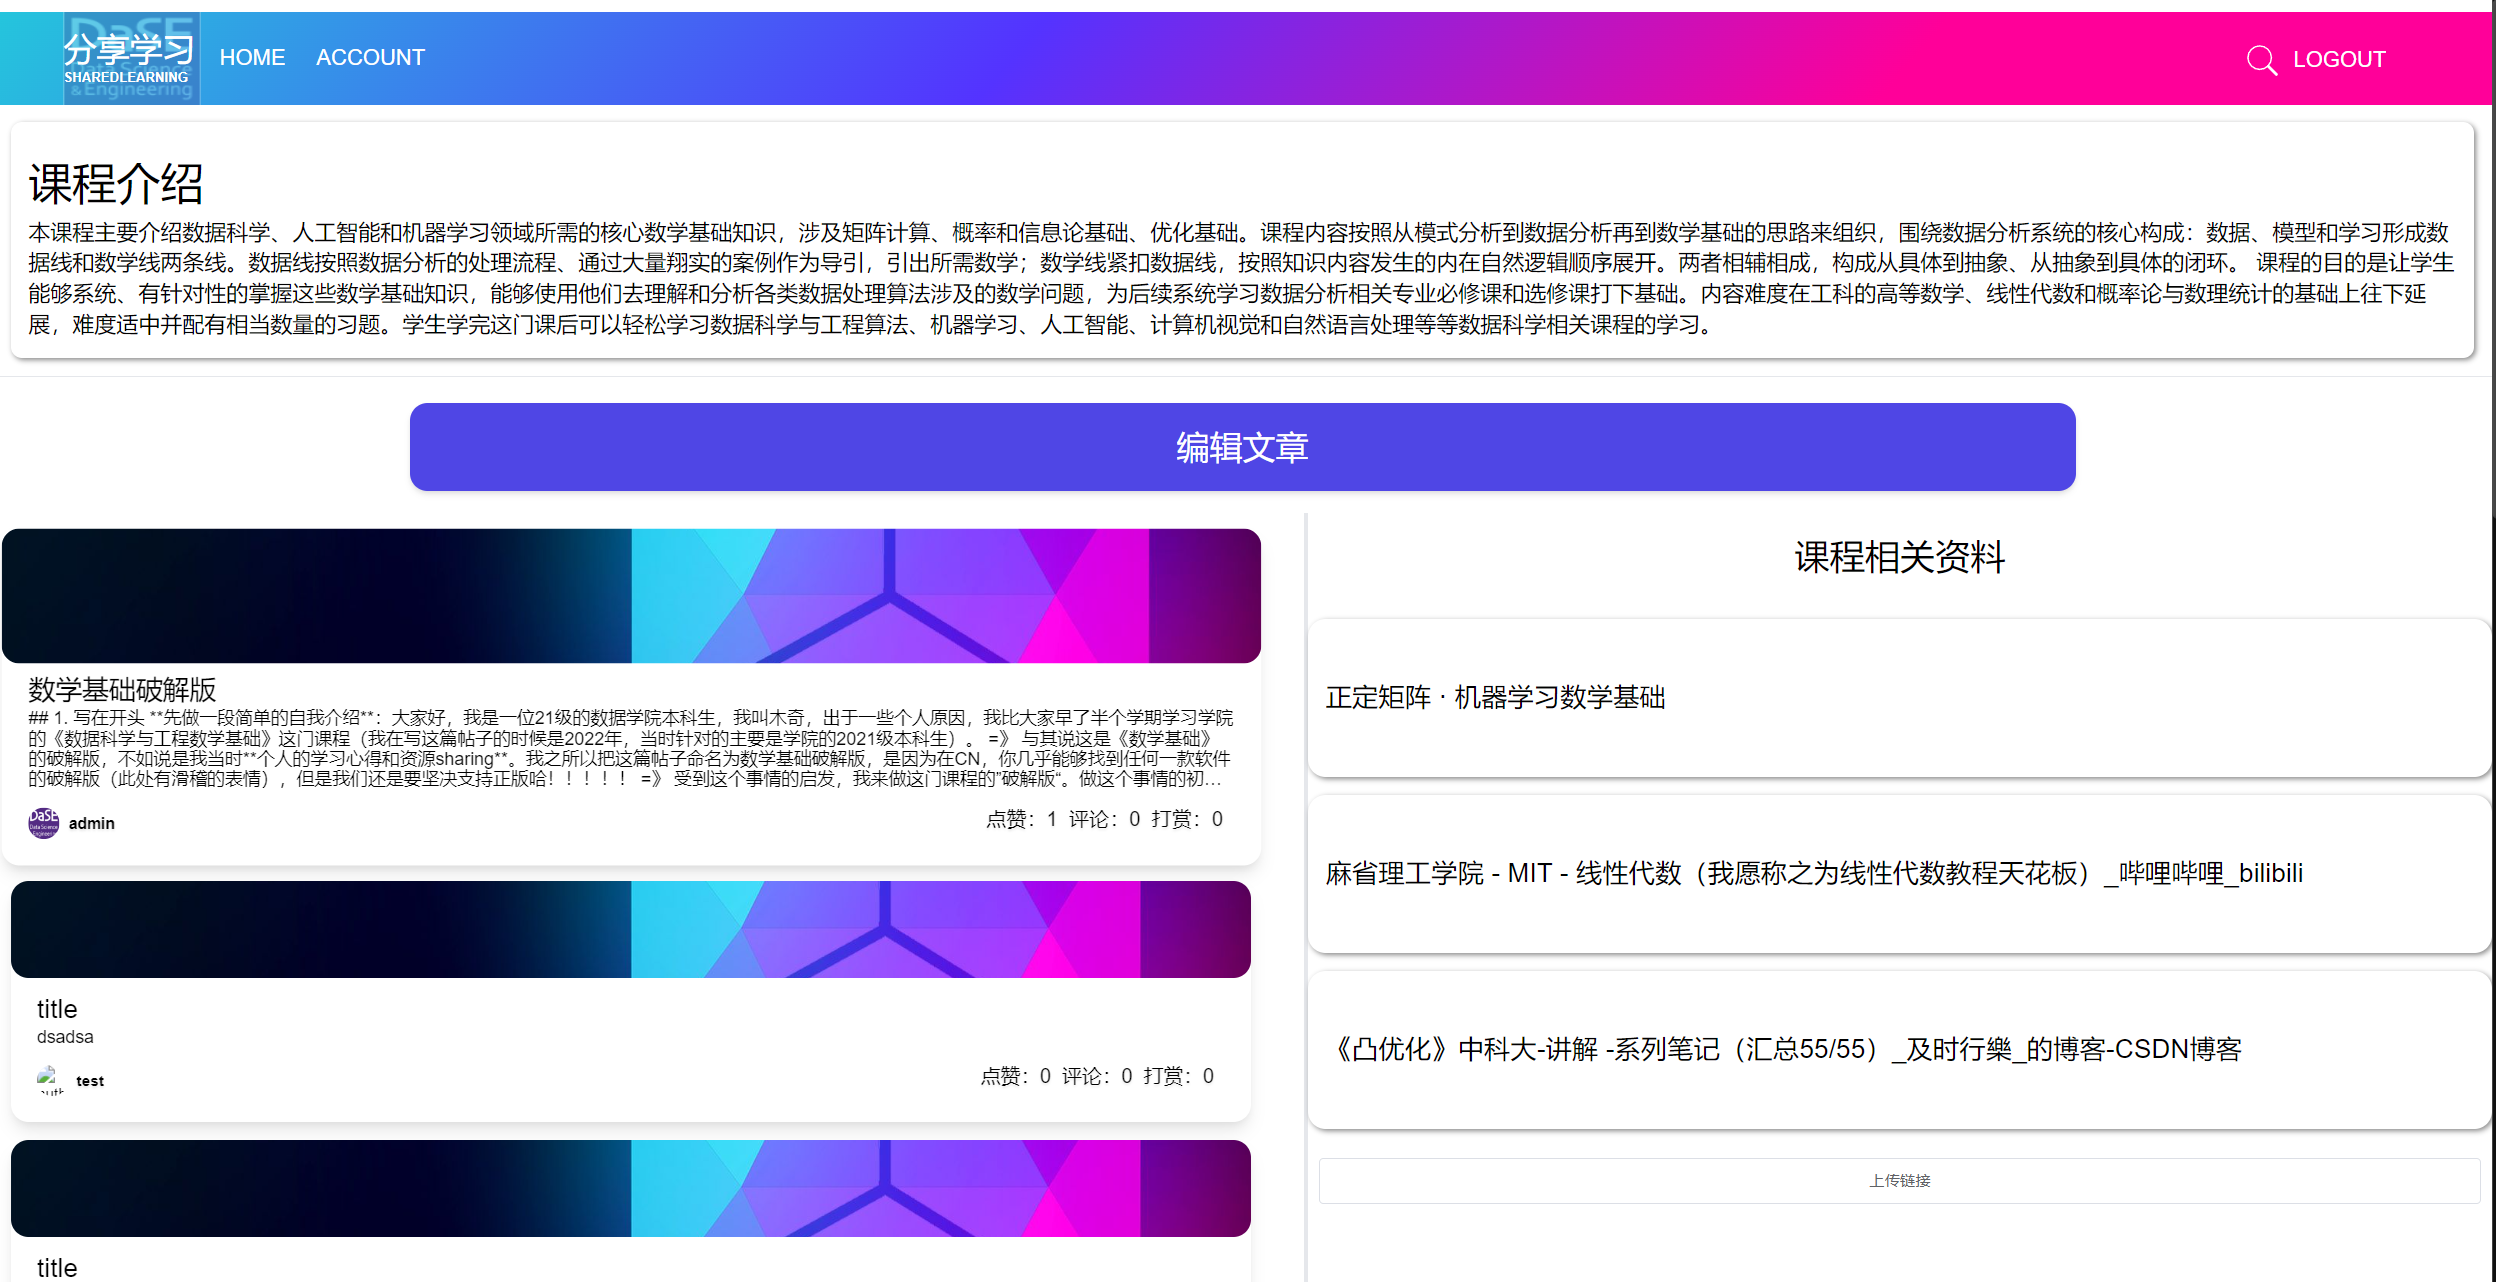 DaSE
分享学习
SHAREDLEARNING
Data Science
&Engineering
HOME
ACCOUNT
LOGOUT
课程介绍
本课程主要介绍数据科学、人工智能和机器学习领域所需的核心数学基础知识，涉及矩阵计算、概率和信息论基础、优化基础。课程内容按照从模式分析到数据分析再到数学基础的思路来组织，围绕数据分析系统的核心构成：数据、模型和学习形成数
据线和数学线两条线。数据线按照数据分析的处理流程、通过大量翔实的案例作为导引，引出所需数学；数学线紧扣数据线，按照知识内容发生的内在自然逻辑顺序展开。两者相辅相成，构成从具体到抽象、从抽象到具体的闭环。 课程的目的是让学生
能够系统、有针对性的掌握这些数学基础知识，能够使用他们去理解和分析各类数据处理算法涉及的数学问题，为后续系统学习数据分析相关专业必修课和选修课打下基础。内容难度在工科的高等数学、线性代数和概率论与数理统计的基础上往下延
展，难度适中并配有相当数量的习题。学生学完这门课后可以轻松学习数据科学与工程算法、机器学习、人工智能、计算机视觉和自然语言处理等等数据科学相关课程的学习。
编辑文章
数学基础破解版
## 1. 写在开头 **先做一段简单的自我介绍**：大家好，我是一位21级的数据学院本科生，我叫木奇，出于一些个人原因，我比大家早了半个学期学习学院
的《数据科学与工程数学基础》这门课程（我在写这篇帖子的时候是2022年，当时针对的主要是学院的2021级本科生）。 =》 与其说这是《数学基础》
的破解版，不如说是我当时**个人的学习心得和资源sharing**。我之所以把这篇帖子命名为数学基础破解版，是因为在CN，你几乎能够找到任何一款软件
的破解版（此处有滑稽的表情），但是我们还是要坚决支持正版哈！！！！！ =》 受到这个事情的启发，我来做这门课程的”破解版“。做这个事情的初…
DaSE
Data Science
admin
点赞：1 评论：0 打赏：0
title
dsadsa
test
点赞：0 评论：0 打赏：0
title
课程相关资料
正定矩阵 · 机器学习数学基础
麻省理工学院 - MIT - 线性代数（我愿称之为线性代数教程天花板）_哔哩哔哩_bilibili
《凸优化》中科大-讲解 -系列笔记（汇总55/55）_及时行樂_的博客-CSDN博客
上传链接